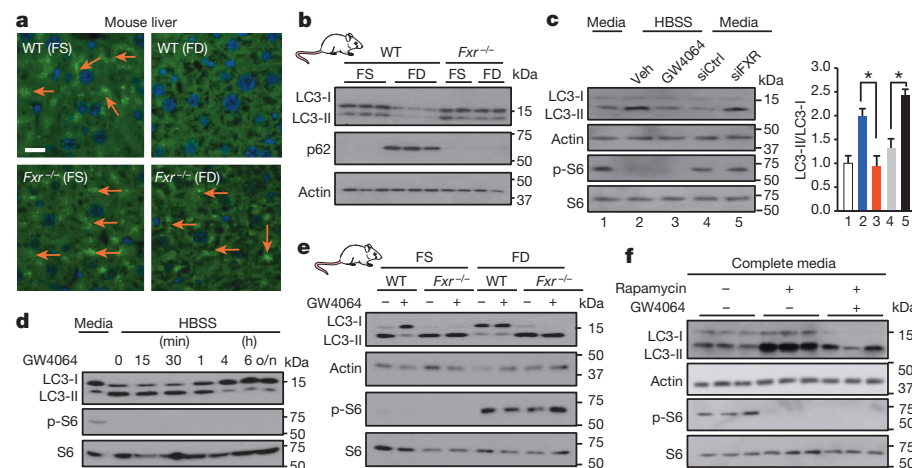 a
Mouse liver
WT (FS)
WT (FD)
Fxr–/– (FS)
Fxr–/– (FD)
b
WT
Fxr–/–
FS FD FS FD kDa
LC3-I
LC3-II
15
p62
75
50
Actin
50
37
c
Media HBSS Media
Veh GW4064 siCtrl siFXR
kDa
LC3-I
LC3-II
15
Actin
50
37
p-S6
75
50
S6
75
50
1 2 3 4 5
LC3-II/LC3-I
3.0
2.5
2.0
1.5
1.0
0.5
0
* *
1 2 3 4 5
d
Media HBSS
(min) (h)
GW4064 0 15 30 1 4 6 o/n kDa
LC3-I
LC3-II
15
p-S6
75
50
S6
75
50
e
FS FD
WT Fxr–/– WT Fxr–/–
GW4064 – + – + – + – + kDa
LC3-I
LC3-II
15
Actin
50
37
p-S6
75
50
S6
75
50
f
Complete media
Rapamycin – + +
GW4064 – – + kDa
LC3-I
LC3-II
15
Actin
50
37
p-S6
75
50
S6
75
50